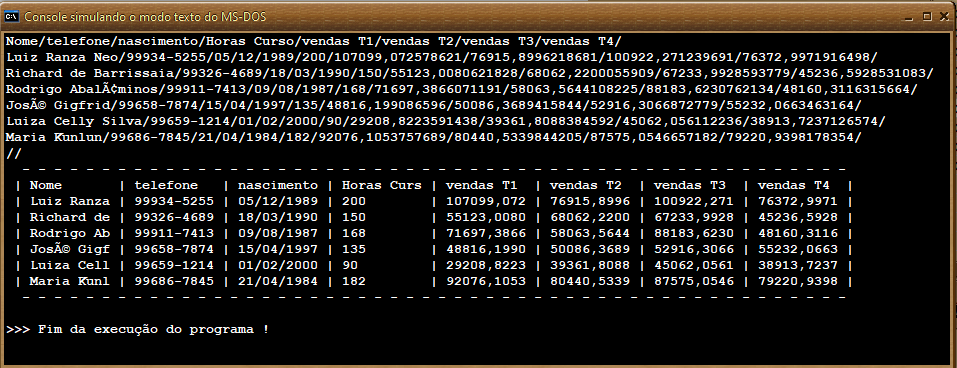 Console simulando o modo texto do MS-DOS
Nome/telefone/nascimento/Horas Curso/vendas T1/vendas T2/vendas T3/vendas T4/
Luiz Ranza Neo/99934-5255/05/12/1989/200/107099,072578621/76915,8996218681/100922,271239691/76372,9971916498/
Richard de Barrissaia/99326-4689/18/03/1990/150/55123,0080621828/68062,2200055909/67233,9928593779/45236,5928531083/
Rodrigo Abalá¢minos/99911-7413/09/08/1987/168/71697,3866071191/58063,5644108225/88183,6230762134/48160,3116315664/
JosÃ© Gigfrid/99658-7874/15/04/1997/135/48816,199086596/50086,3689415844/52916,3066872779/55232,0663463164/
Luiza Celly Silva/99659-1214/01/02/2000/90/29208,8223591438/39361,8088384592/45062,056112236/38913,7237126574/
Maria Kunlun/99686-7845/21/04/1984/182/92076,1053757689/80440,5339844205/87575,0546657182/79220,9398178354/
//
- - - - - - - - - - - - - - - - - - - - - - - - - - - - - - - - - - - - - - - - - - - - - - - - - - - -
| Nome | telefone | nascimento | Horas Curs | vendas T1 | vendas T2 | vendas T3 | vendas T4 |
| Luiz Ranza | 99934-5255 | 05/12/1989 | 200 | 107099,072 | 76915,8996 | 100922,271 | 76372,9971 |
| Richard de | 99326-4689 | 18/03/1990 | 150 | 55123,0080 | 68062,2200 | 67233,9928 | 45236,5928 |
| Rodrigo Ab | 99911-7413 | 09/08/1987 | 168 | 71697,3866 | 58063,5644 | 88183,6230 | 48160,3116 |
| JosÃ© Gigf | 99658-7874 | 15/04/1997 | 135 | 48816,1990 | 50086,3689 | 52916,3066 | 55232,0663 |
| Luiza Cell | 99659-1214 | 01/02/2000 | 90 | 29208,8223 | 39361,8088 | 45062,0561 | 38913,7237 |
| Maria Kunl | 99686-7845 | 21/04/1984 | 182 | 92076,1053 | 80440,5339 | 87575,0546 | 79220,9398 |
- - - - - - - - - - - - - - - - - - - - - - - - - - - - - - - - - - - - - - - - - - - - - - - - - - - -
>>> Fim da execução do programa !